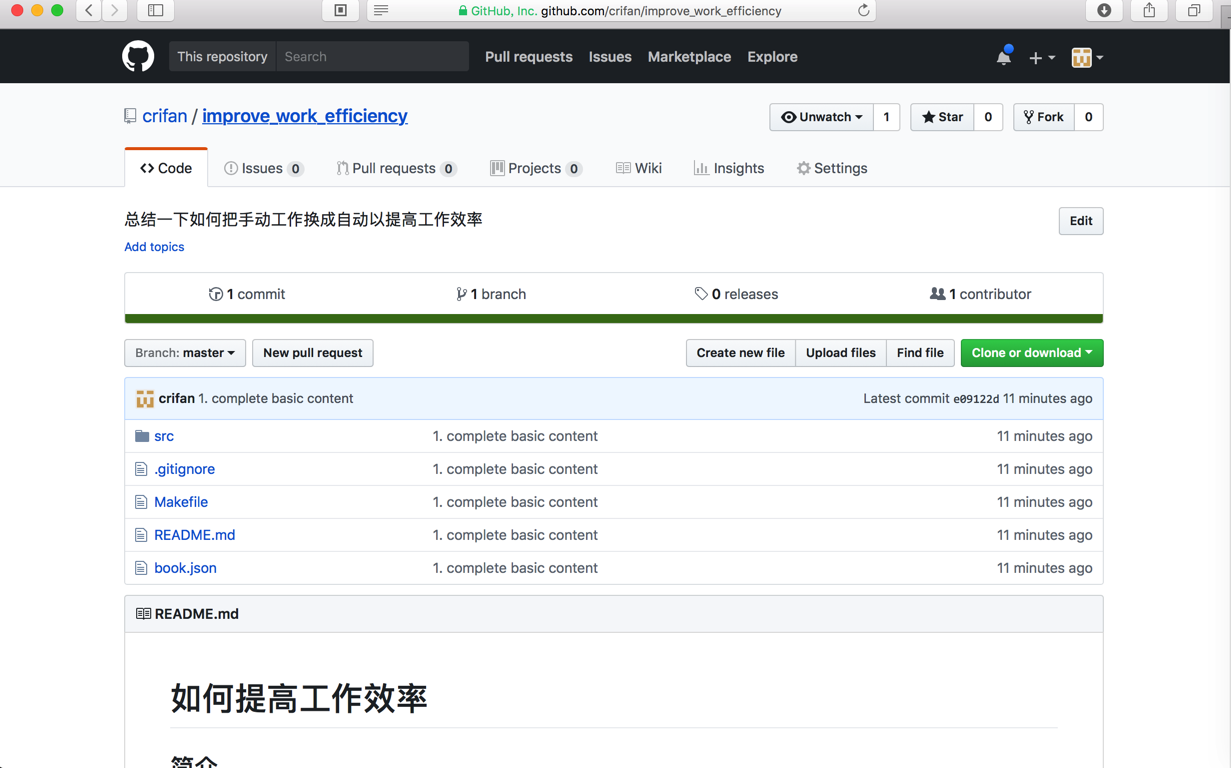 GitHub, Inc. github.com/crifan/improve_work_efficiency
This repository Search Pull requests Issues Marketplace Explore
crifan / improve_work_efficiency Unwatch 1 Star 0 Fork 0
Code Issues 0 Pull requests 0 Projects 0 Wiki Insights Settings
总结一下如何把手动工作换成自动以提高工作效率 Edit
Add topics
1 commit 1 branch 0 releases 1 contributor
Branch: master New pull request Create new file Upload files Find file Clone or download
crifan 1. complete basic content Latest commit e09122d 11 minutes ago
src 1. complete basic content 11 minutes ago
.gitignore 1. complete basic content 11 minutes ago
Makefile 1. complete basic content 11 minutes ago
README.md 1. complete basic content 11 minutes ago
book.json 1. complete basic content 11 minutes ago
README.md
如何提高工作效率
简介